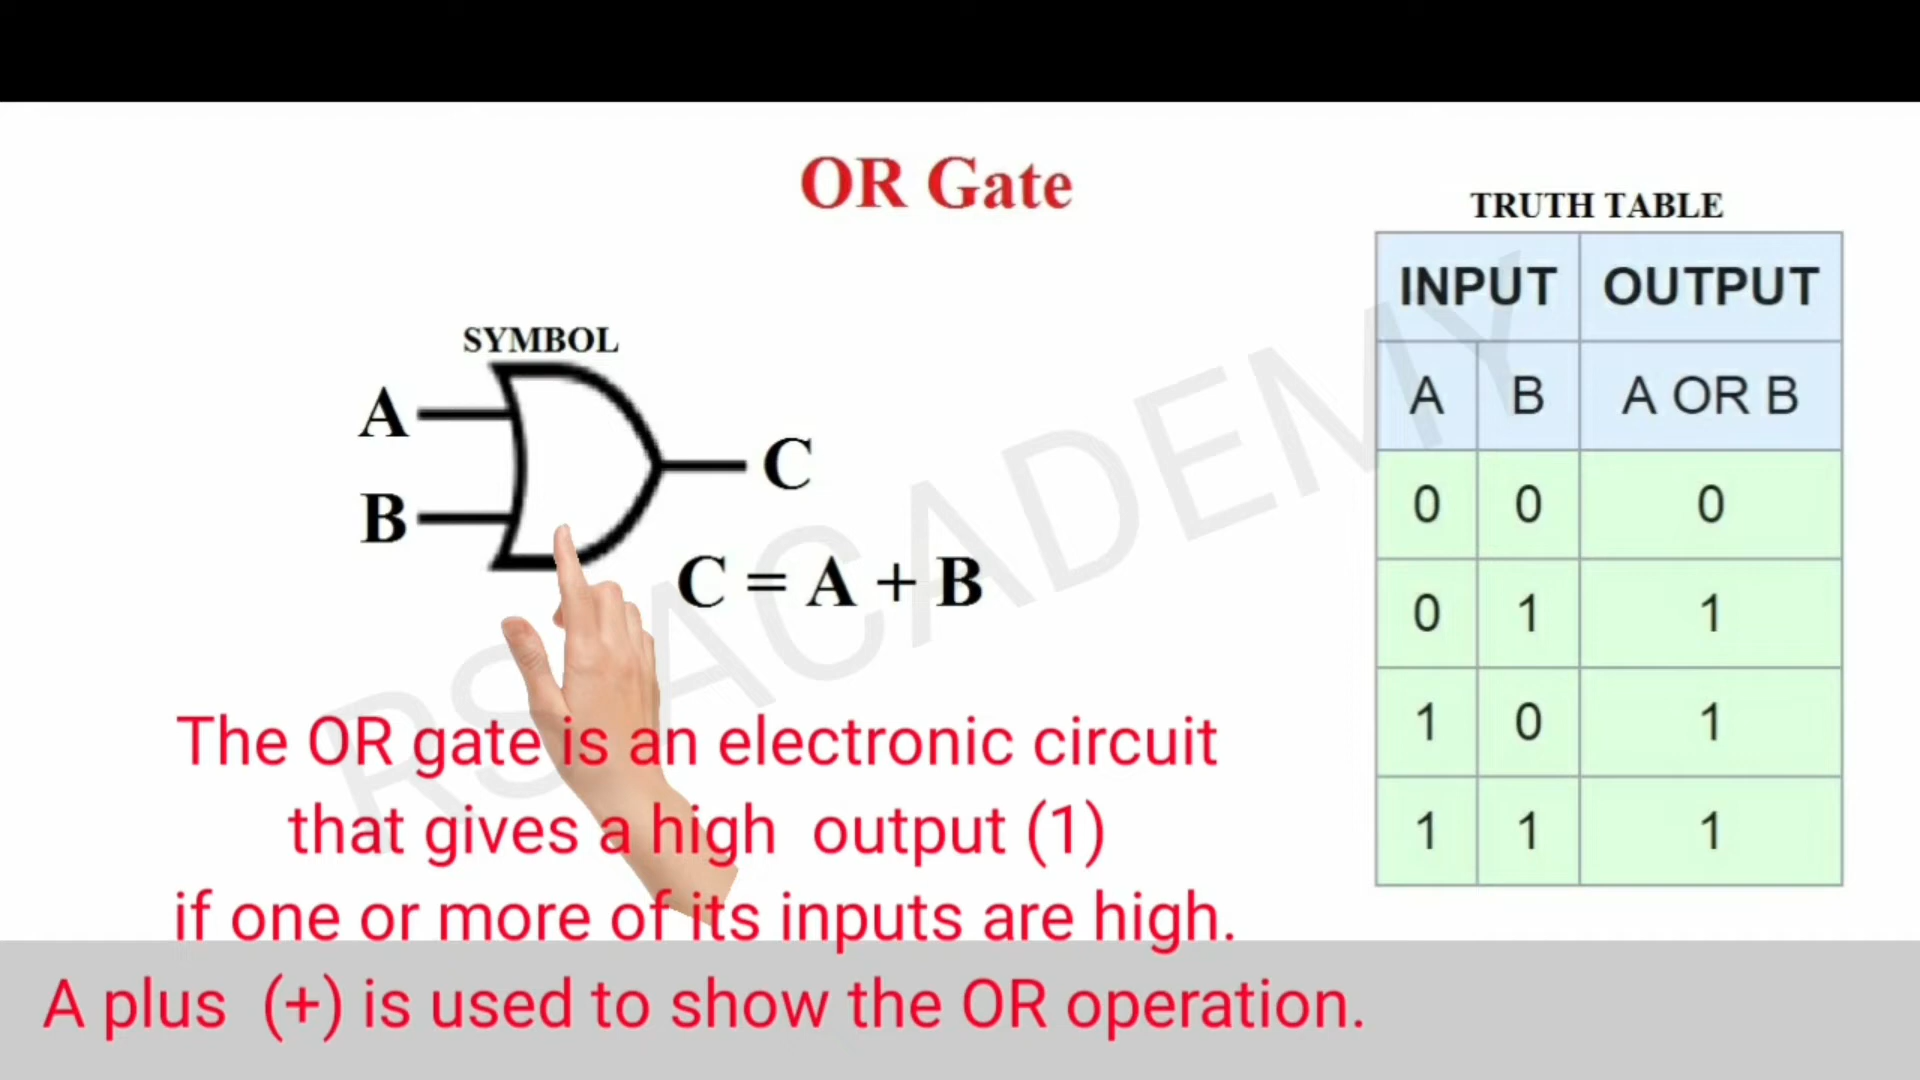 OR Gate
SYMBOL
A
B
C
C = A + B
TRUTH TABLE
INPUT OUTPUT
A B A OR B
0 0 0
0 1 1
1 0 1
1 1 1
RS ACADEMY
The OR gate is an electronic circuit
that gives a high output (1)
if one or more of its inputs are high.
A plus (+) is used to show the OR operation.